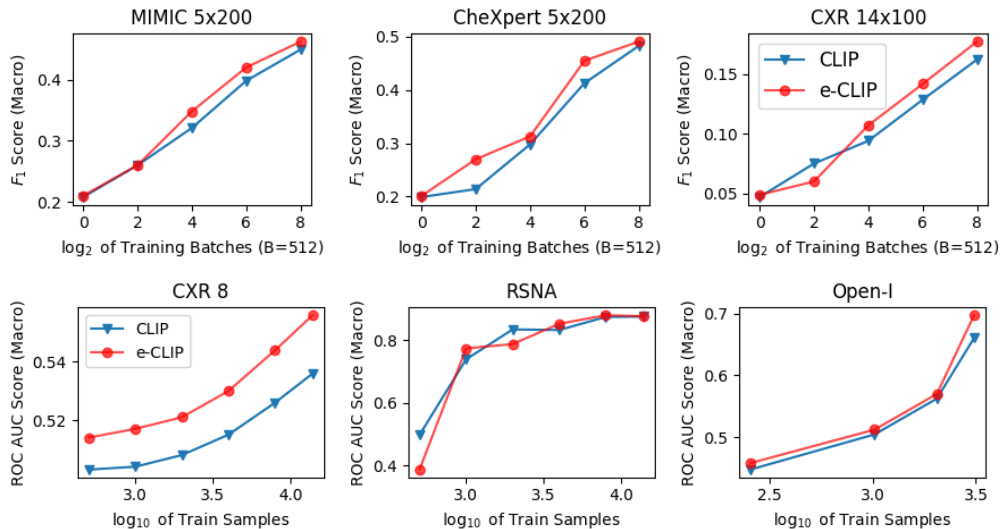 MIMIC 5x200
CheXpert 5x200
CXR 14x100
F₁ Score (Macro)
0.4
0.3
0.2
0 2 4 6 8
log₂ of Training Batches (B=512)
F₁ Score (Macro)
0.5
0.4
0.3
0.2
0 2 4 6 8
log₂ of Training Batches (B=512)
F₁ Score (Macro)
0.15
0.10
0.05
CLIP
e-CLIP
0 2 4 6 8
log₂ of Training Batches (B=512)
CXR 8
RSNA
Open-I
ROC AUC Score (Macro)
0.54
0.52
CLIP
e-CLIP
3.0 3.5 4.0
log₁₀ of Train Samples
ROC AUC Score (Macro)
0.8
0.6
0.4
3.0 3.5 4.0
log₁₀ of Train Samples
ROC AUC Score (Macro)
0.7
0.6
0.5
2.5 3.0 3.5
log₁₀ of Train Samples